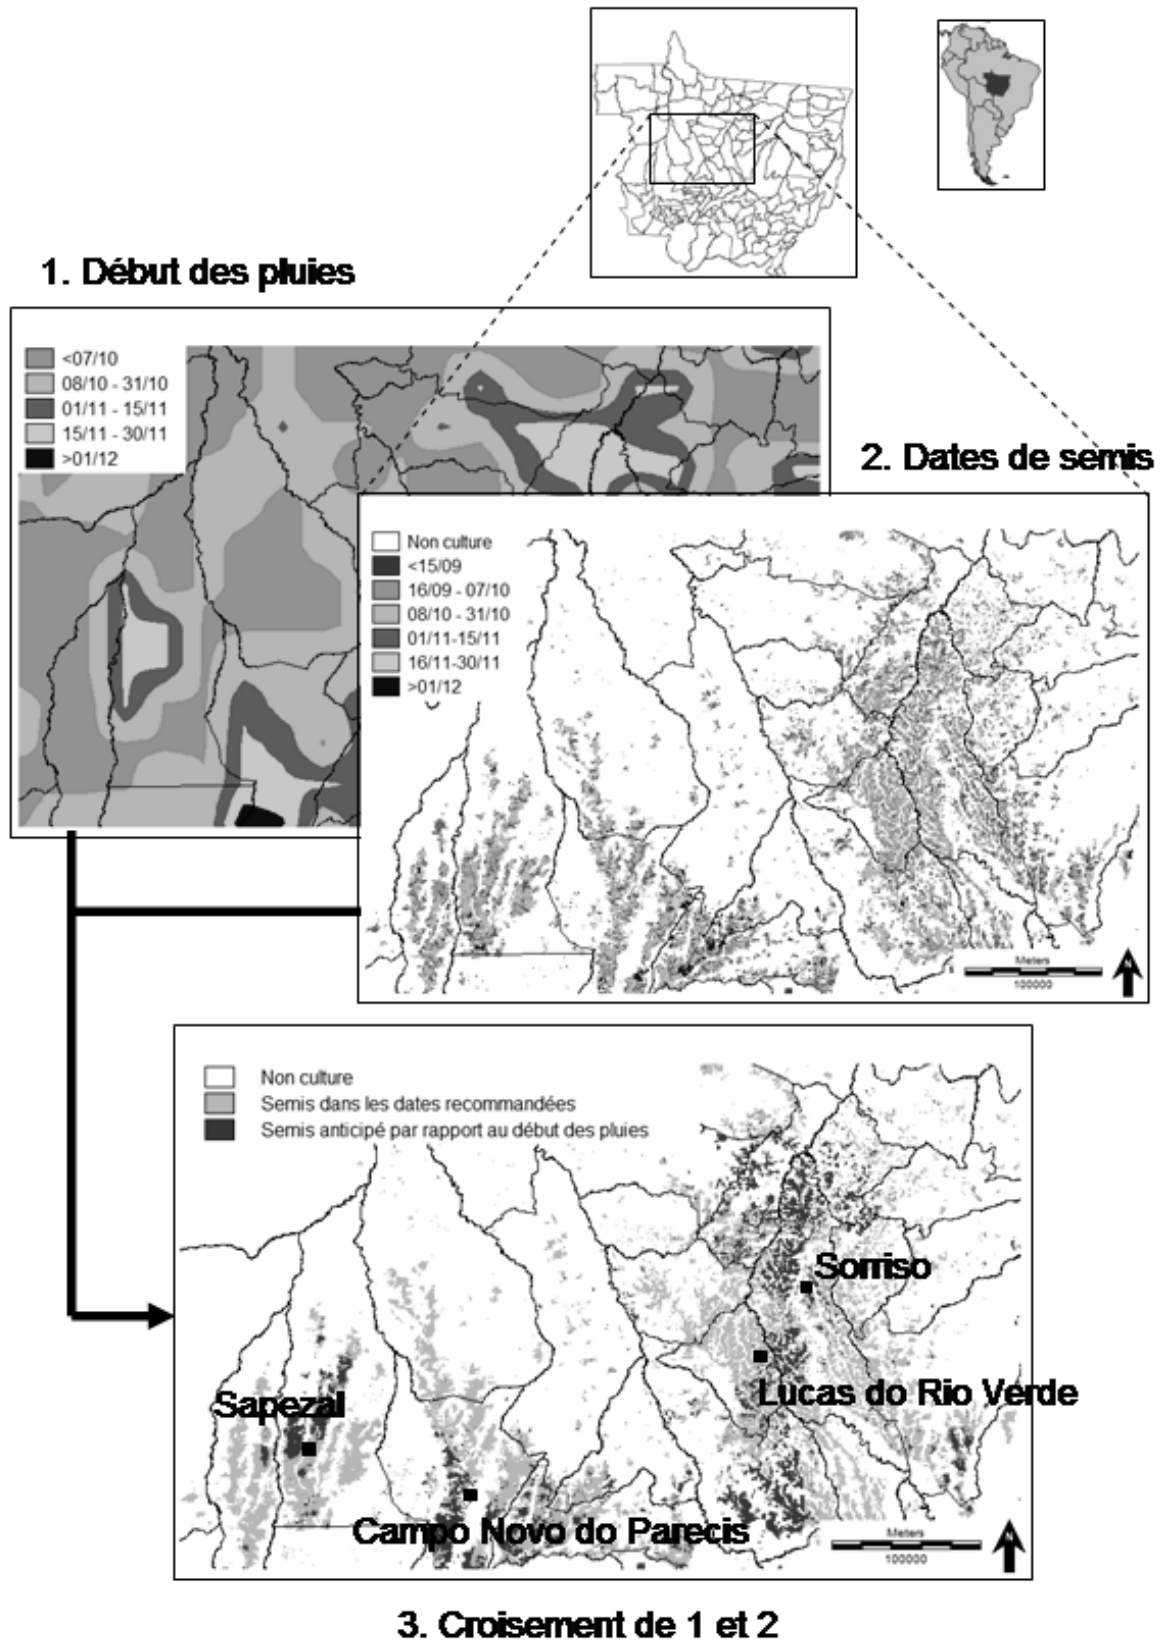 1. Début des pluies
<07/10
08/10 - 31/10
01/11 - 15/11
15/11 - 30/11
>01/12
2. Dates de semis
Non culture
<15/09
16/09 - 07/10
08/10 - 31/10
01/11-15/11
16/11-30/11
>01/12
Meters
100000
N
Non culture
Semis dans les dates recommandées
Semis anticipé par rapport au début des pluies
Sorriso
Lucas do Rio Verde
Sapezal
Campo Novo do Parecis
Meters
100000
N
3. Croisement de 1 et 2